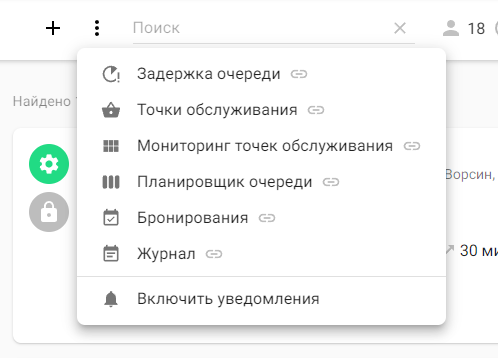 Поиск
18
Задержка очереди
Найдено
Точки обслуживания
Мониторинг точек обслуживания
Планировщик очереди
Ворсин,
Бронирования
Журнал
30 ми
Включить уведомления